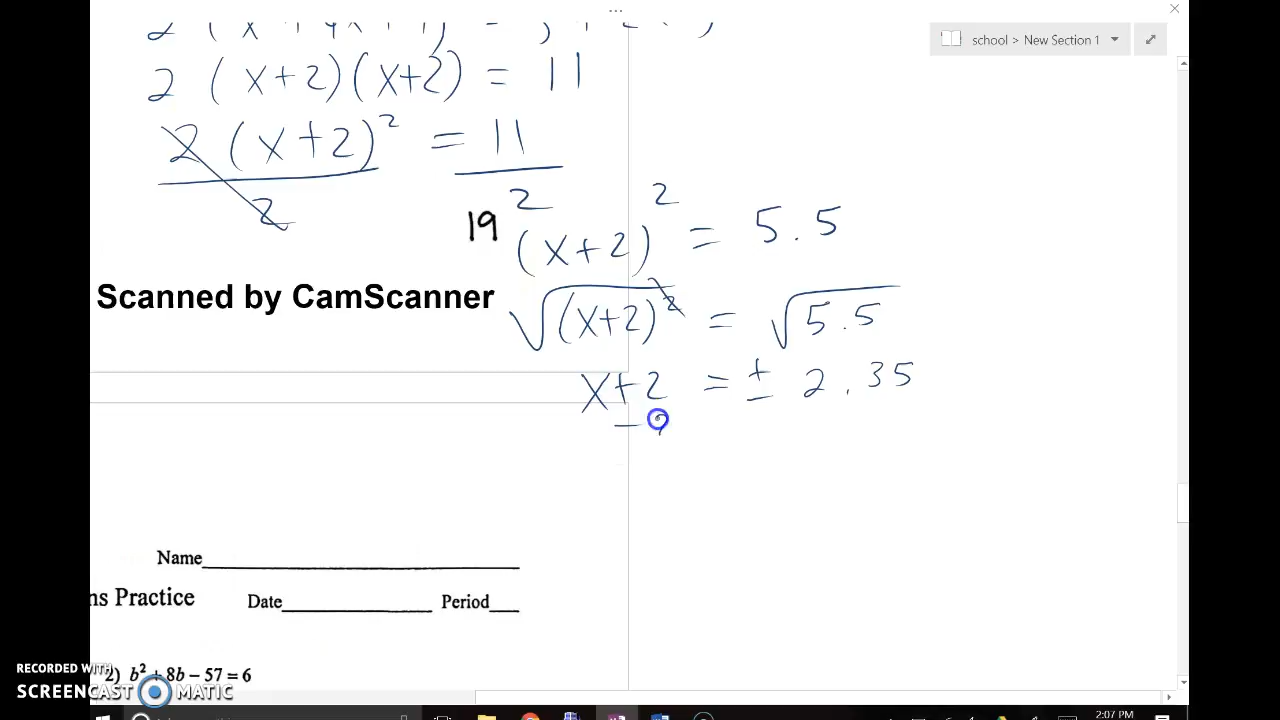 school > New Section 1
2 (x+2)(x+2) = 11
2 (x+2)² = 11
2 2
19
(x+2)² = 5.5
Scanned by CamScanner
√(x+2)² = √5.5
x+2 = ± 2.35
Name
ns Practice Date Period
2) b² + 8b − 57 = 6
RECORDED WITH
SCREENCAST MATIC
2:07 PM